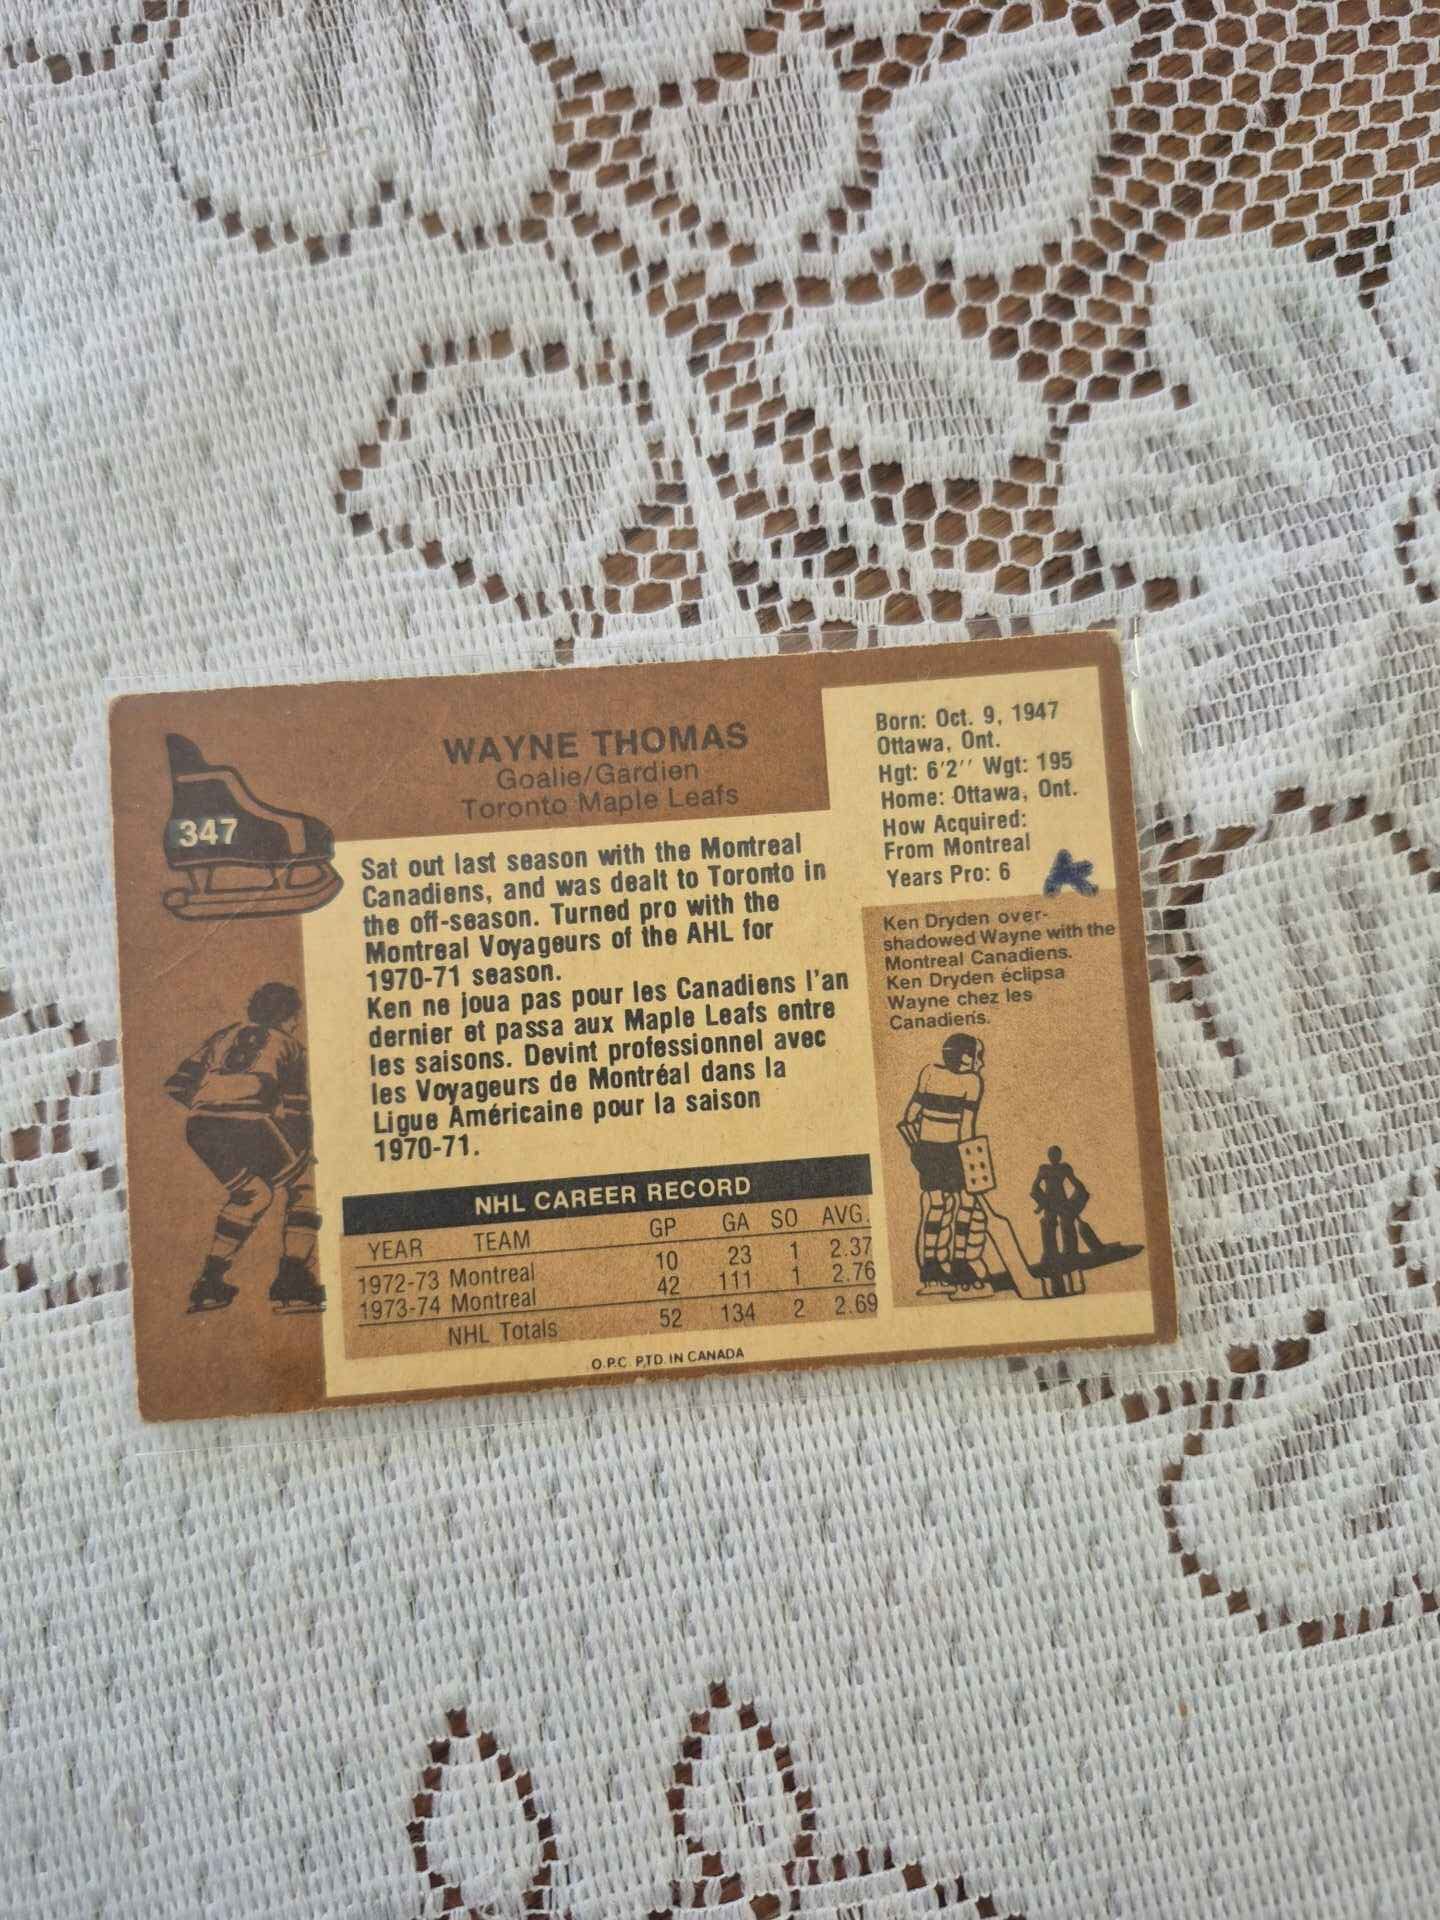 WAYNE THOMAS
Goalie/Gardien
Toronto Maple Leafs
347
Sat out last season with the Montreal
Canadiens, and was dealt to Toronto in
the off-season. Turned pro with the
Montreal Voyageurs of the AHL for
1970-71 season.
Ken ne joua pas pour les Canadiens l'an
dernier et passa aux Maple Leafs entre
les saisons. Devint professionnel avec
les Voyageurs de Montréal dans la
Ligue Américaine pour la saison
1970-71.
Born: Oct. 9, 1947
Ottawa, Ont.
Hgt: 6'2'' Wgt: 195
Home: Ottawa, Ont.
How Acquired:
From Montreal
Years Pro: 6
Ken Dryden over-
shadowed Wayne with the
Montreal Canadiens.
Ken Dryden éclipsa
Wayne chez les
Canadiens.
8
NHL CAREER RECORD
YEAR TEAM GP GA SO AVG.
1972-73 Montreal 10 23 1 2.37
1973-74 Montreal 42 111 1 2.76
NHL Totals 52 134 2 2.69
O.P.C. PTD. IN CANADA